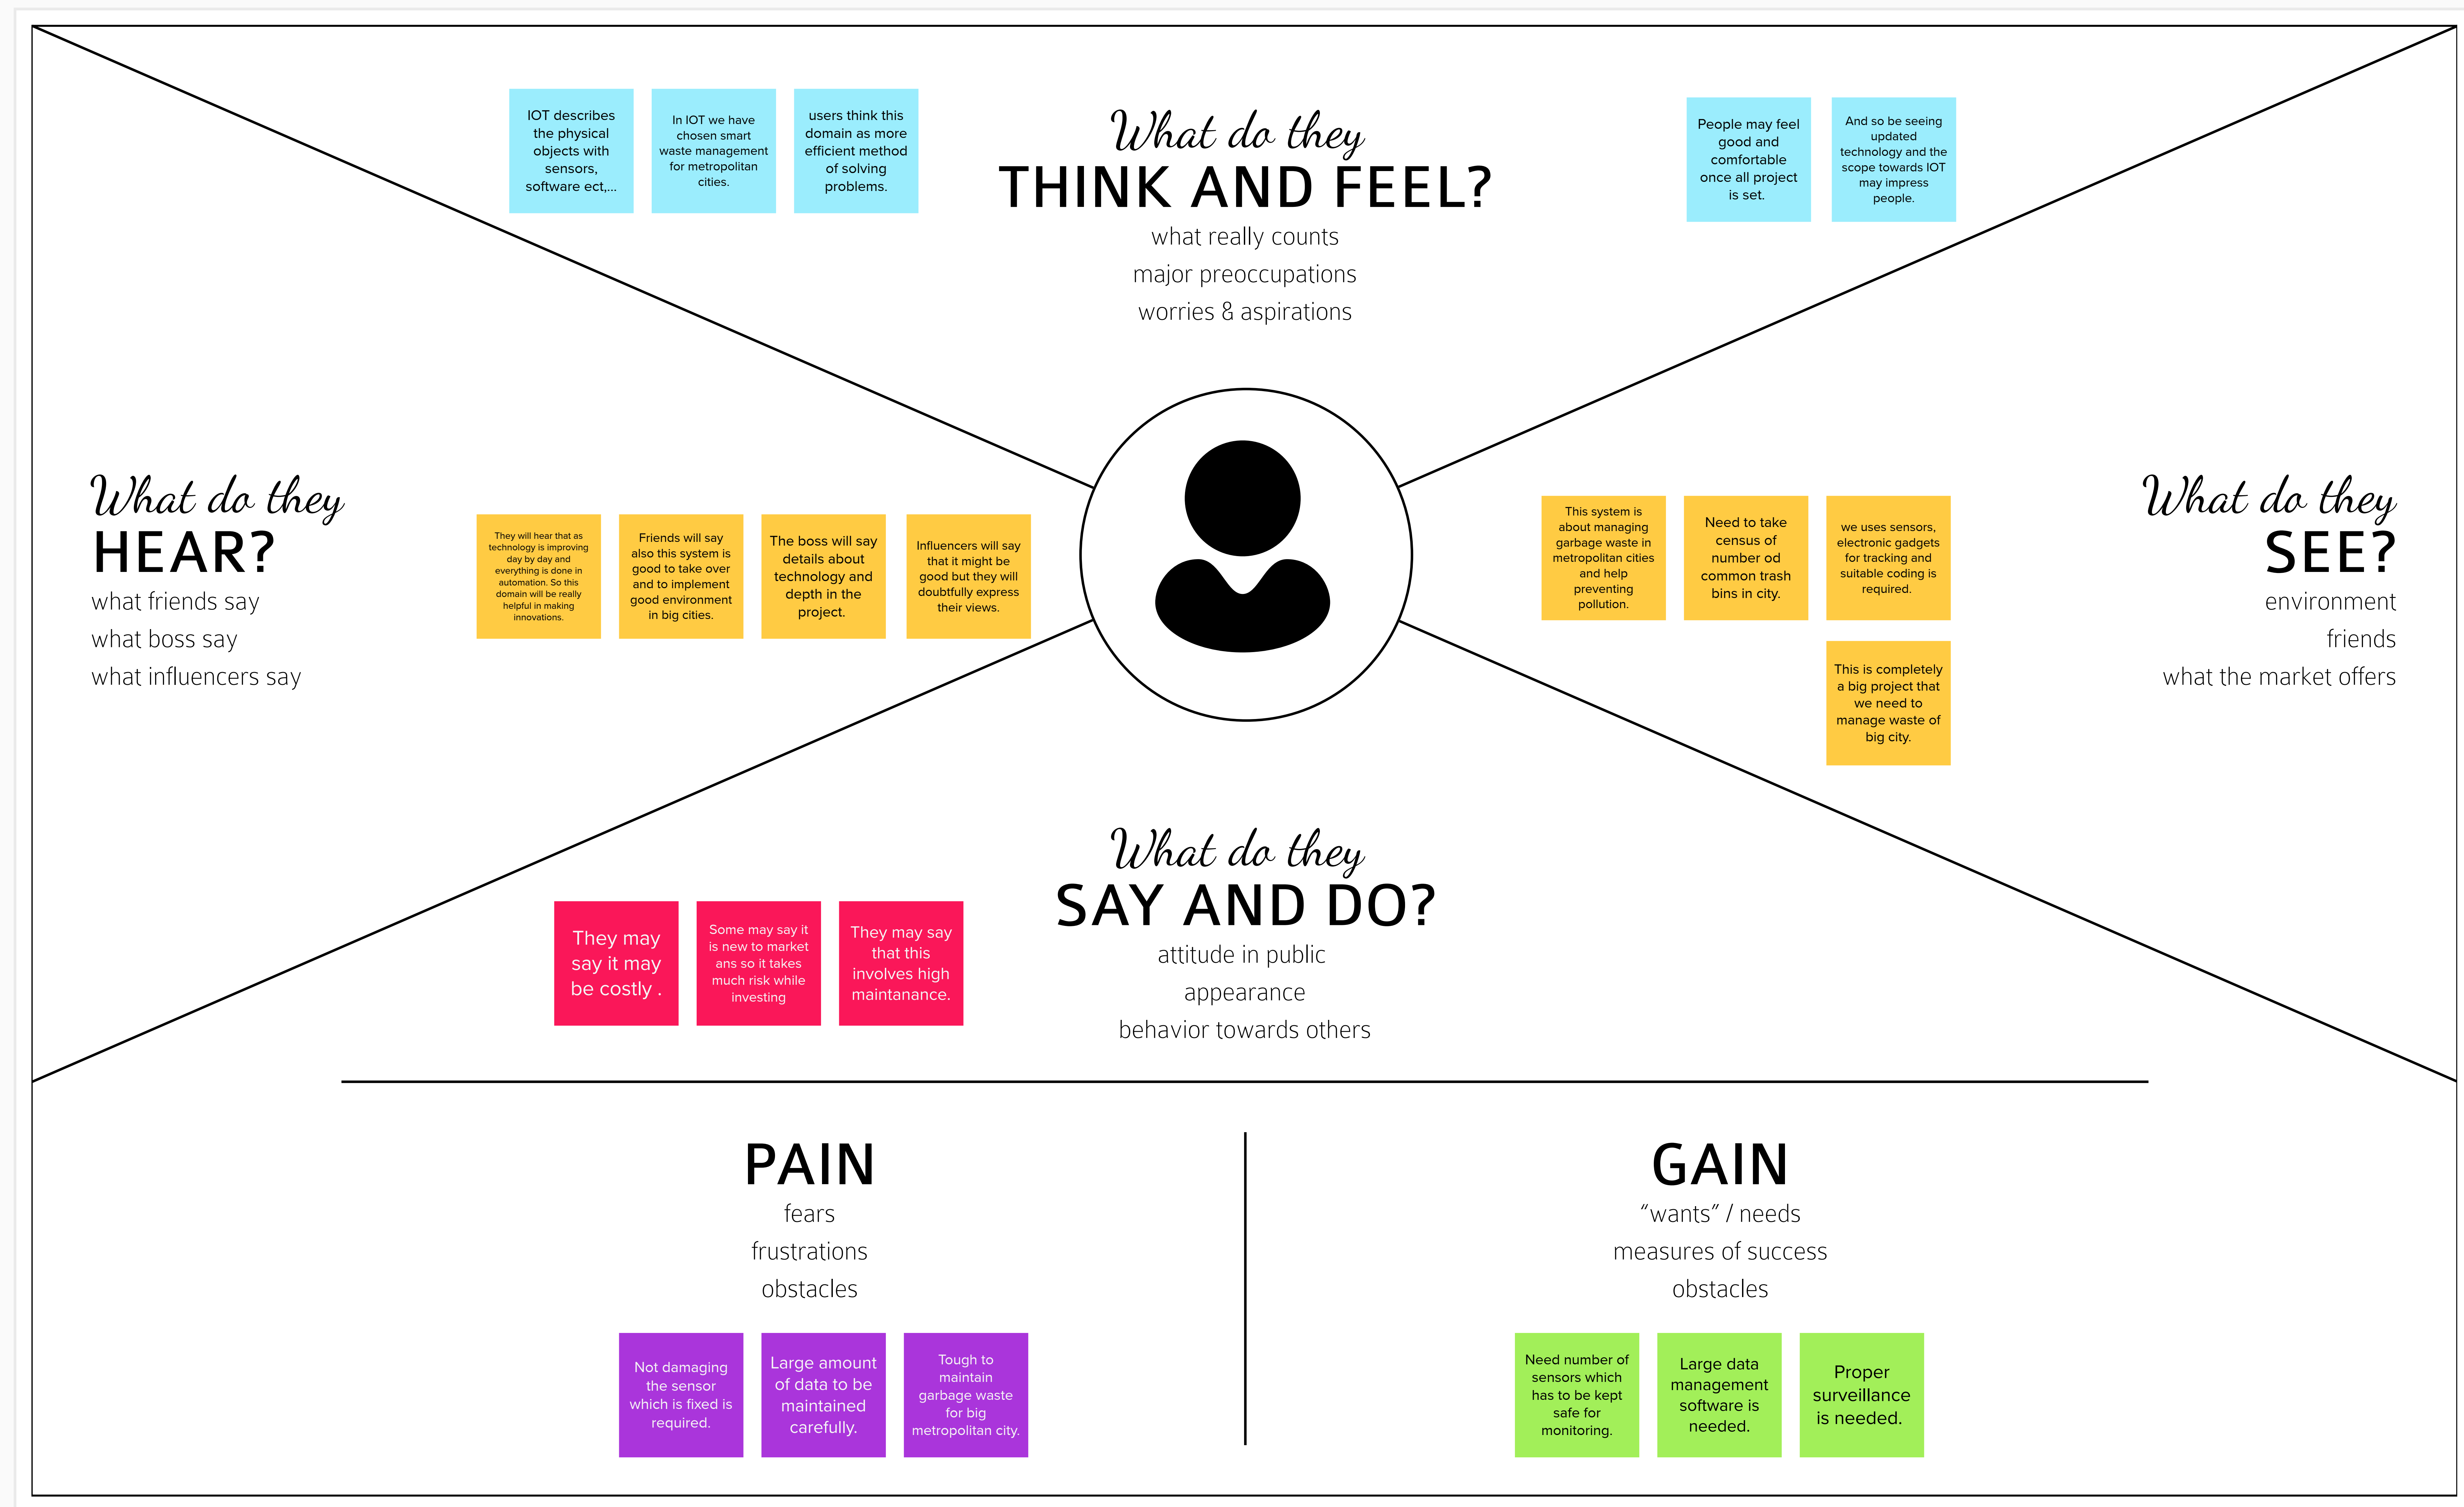 IOT describes
the physical
objects with
sensors,
software ect,...
In IOT we have
chosen smart
waste management
for metropolitan
cities.
users think this
domain as more
efficient method
of solving
problems.
What do they
THINK AND FEEL?
what really counts
major preoccupations
worries & aspirations
People may feel
good and
comfortable
once all project
is set.
And so be seeing
updated
technology and the
scope towards IOT
may impress
people.
What do they
HEAR?
what friends say
what boss say
what influencers say
They will hear that as
technology is improving
day by day and
everything is done in
automation. So this
domain will be really
helpful in making
innovations.
Friends will say
also this system is
good to take over
and to implement
good environment
in big cities.
The boss will say
details about
technology and
depth in the
project.
Influencers will say
that it might be
good but they will
doubtfully express
their views.
This system is
about managing
garbage waste in
metropolitan cities
and help
preventing
pollution.
Need to take
census of
number od
common trash
bins in city.
we uses sensors,
electronic gadgets
for tracking and
suitable coding is
required.
This is completely
a big project that
we need to
manage waste of
big city.
What do they
SEE?
environment
friends
what the market offers
What do they
SAY AND DO?
attitude in public
appearance
behavior towards others
They may
say it may
be costly .
Some may say it
is new to market
ans so it takes
much risk while
investing
They may say
that this
involves high
maintanance.
PAIN
fears
frustrations
obstacles
Not damaging
the sensor
which is fixed is
required.
Large amount
of data to be
maintained
carefully.
Tough to
maintain
garbage waste
for big
metropolitan city.
GAIN
“wants” / needs
measures of success
obstacles
Need number of
sensors which
has to be kept
safe for
monitoring.
Large data
management
software is
needed.
Proper
surveillance
is needed.